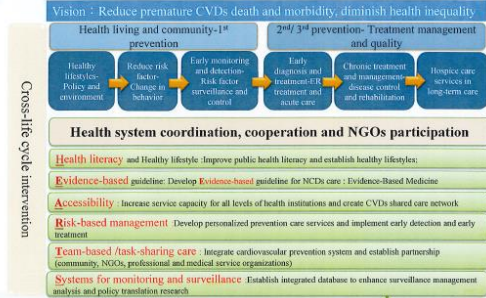 Vision：Reduce premature CVDs death and morbidity, diminish health inequality
Health living and community-1st
prevention
2nd/ 3rd prevention- Treatment management
and quality
Healthy
lifestyles-
Policy and
environment
Reduce risk
factor-
Change in
behavior
Early monitoring
and detection-
Risk factor
surveillance and
control
Early
diagnosis and
treatment-ER
treatment and
acute care
Chronic treatment
and management-
disease control
and rehabilitation
Hospice care
services in
long-term care
Cross-life cycle intervention
Health system coordination, cooperation and NGOs participation
Health literacy and Healthy lifestyle :Improve public health literacy and establish healthy lifestyles;
Evidence-based guideline: Develop Evidence-based guideline for NCDs care : Evidence-Based Medicine
Accessibility : Increase service capacity for all levels of health institutions and create CVDs shared care network
Risk-based management :Develop personalized prevention care services and implement early detection and early
treatment
Team-based /task-sharing care : Integrate cardiovascular prevention system and establish partnership
(community, NGOs, professional and medical service organizations)
Systems for monitoring and surveillance :Establish integrated database to enhance surveillance management
analysis and policy translation research